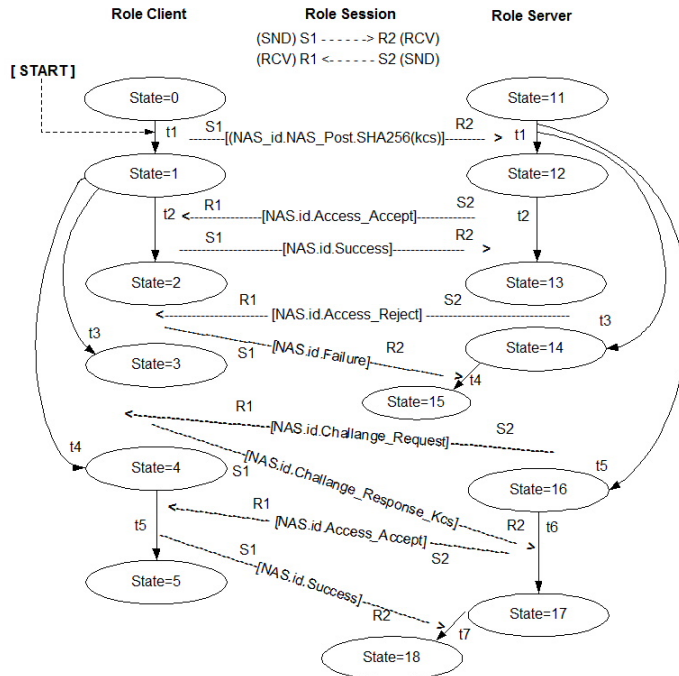 Role Client Role Session Role Server
(SND) S1 ------> R2 (RCV)
(RCV) R1 <------ S2 (SND)
[ START ]
State=0 State=11
t1 S1 [(NAS_id.NAS_Post.SHA256(kcs)] R2 t1
State=1 State=12
R1 S2
t2 [NAS.id.Access_Accept] t2
S1 [NAS.id.Success] R2
State=2 State=13
R1 [NAS.id.Access_Reject] S2
t3 S1 [NAS.id.Failure] R2 State=14 t3
State=3 t4
State=15
R1 [NAS.id.Challange_Request] S2
t4 t5
State=4 S1 [NAS.id.Challange_Response_Kcs] State=16
R1 R2 t6
t5 [NAS.id.Access_Accept] S2
S1
State=5 [NAS.id.Success]
R2 State=17
t7
State=18